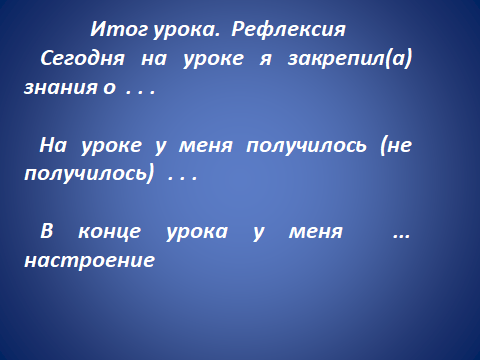 Итог урока. Рефлексия
Сегодня на уроке я закрепил(а)
знания о . . .
На уроке у меня получилось (не
получилось) . . .
В конце урока у меня ...
настроение